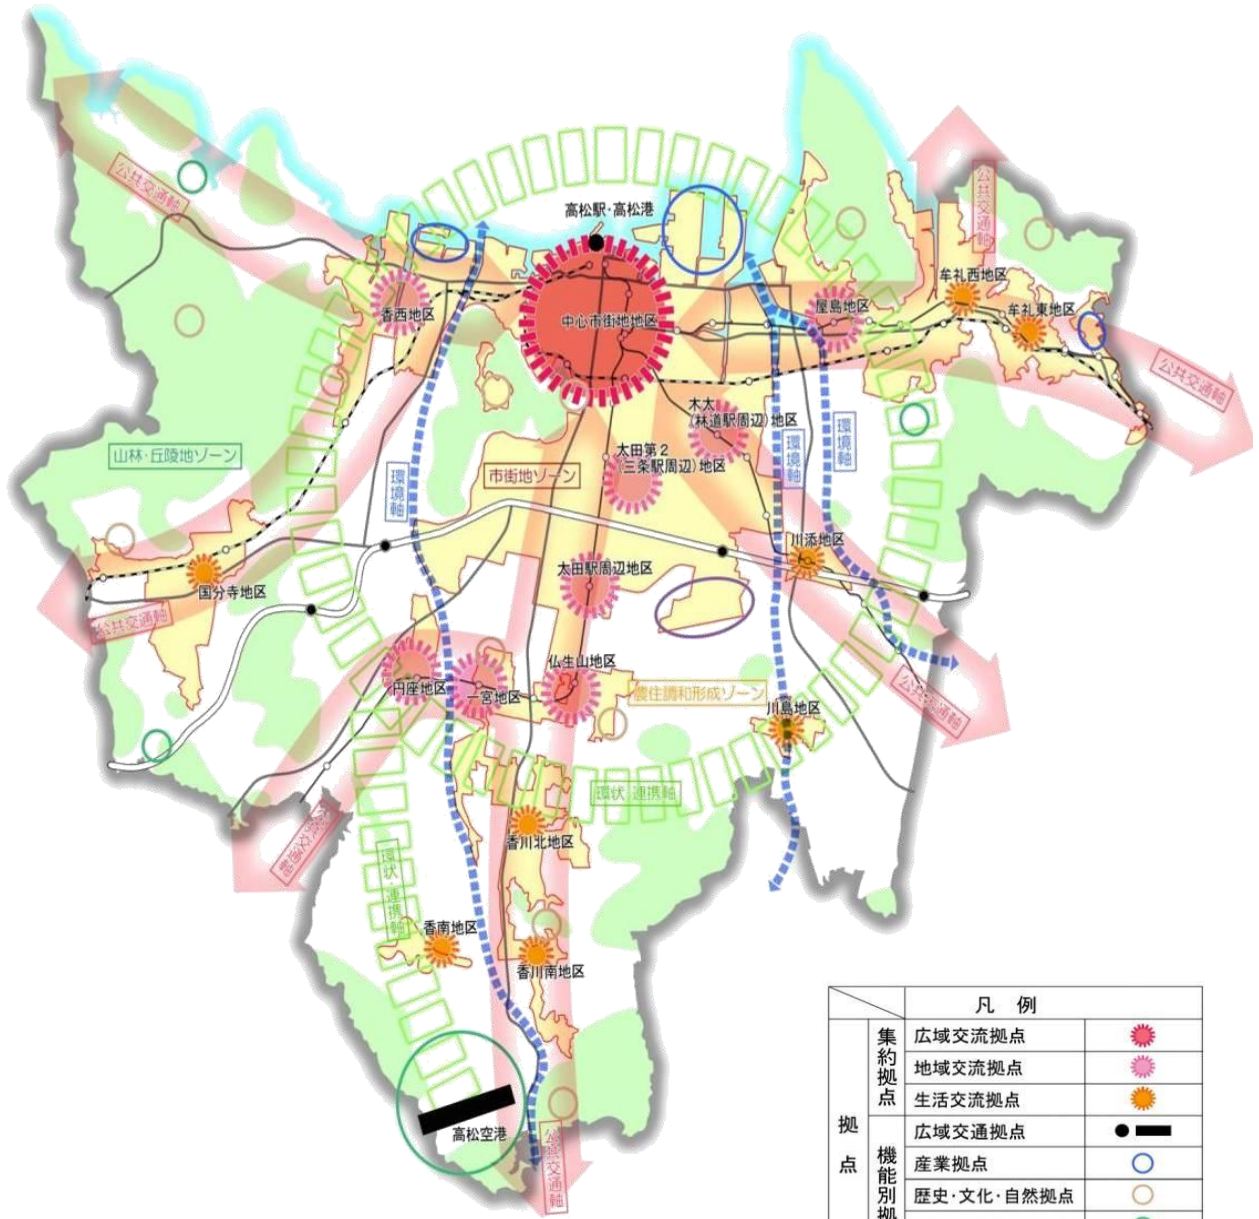 公共交通軸
公共交通軸
高松駅・高松港
牟礼西地区
香西地区
中心市街地地区
屋島地区
牟礼東地区
公共交通軸
木太
(林道駅周辺)地区
山林・丘陵地ゾーン
環境軸
市街地ゾーン
太田第2
(三条駅周辺)地区
環境軸
環境軸
川添地区
国分寺地区
太田駅周辺地区
公共交通軸
円座地区
一宮地区
仏生山地区
農住調和形成ゾーン
川島地区
公共交通軸
環状・連携軸
公共交通軸
香川北地区
環状・連携軸
香南地区
香川南地区
高松空港
公共交通軸
凡 例
拠点
集約拠点
広域交流拠点
地域交流拠点
生活交流拠点
機能別拠
広域交通拠点
産業拠点
歴史・文化・自然拠点